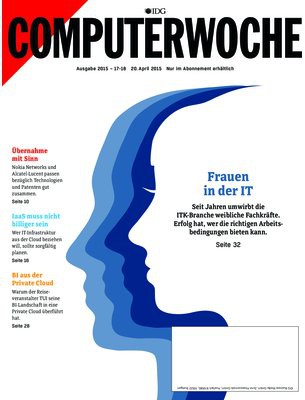 IDG
COMPUTERWOCHE
Ausgabe 2015 – 17-18 20. April 2015 Nur im Abonnement erhältlich
Übernahme
mit Sinn
Nokia Networks und
Alcatel-Lucent passen
bezüglich Technologien
und Patenten gut
zusammen.
Seite 10
IaaS muss nicht
billiger sein
Wer IT-Infrastruktur
aus der Cloud beziehen
will, sollte sorgfältig
planen.
Seite 16
BI aus der
Private Cloud
Warum der Reise-
veranstalter TUI seine
BI-Landschaft in eine
Private Cloud überführt
hat.
Seite 28
Frauen
in der IT
Seit Jahren umwirbt die
ITK-Branche weibliche Fachkräfte.
Erfolg hat, wer die richtigen Arbeits-
bedingungen bieten kann.
Seite 32